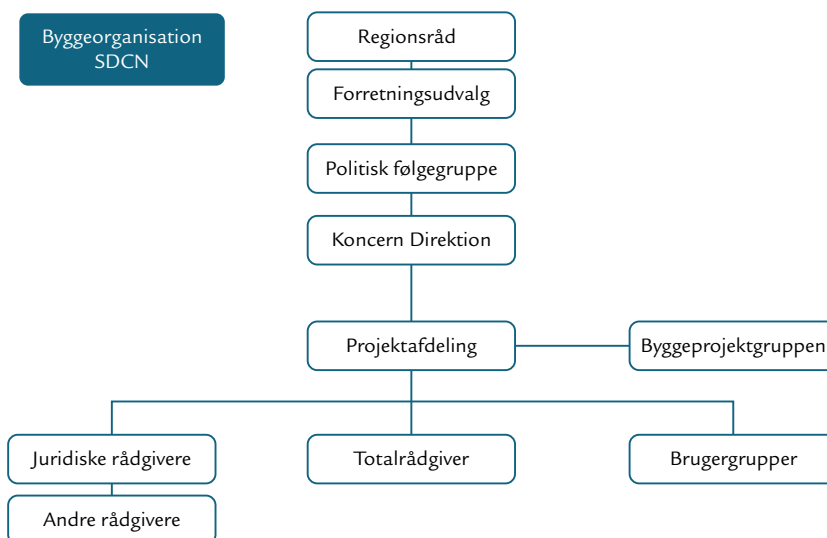 Byggeorganisation
SDCN
Regionsråd
Forretningsudvalg
Politisk følgegruppe
Koncern Direktion
Projektafdeling
Byggeprojektgruppen
Juridiske rådgivere
Totalrådgiver
Brugergrupper
Andre rådgivere